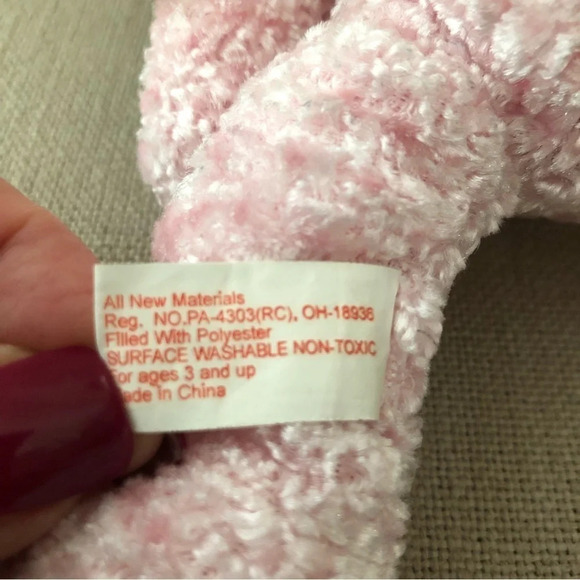 All New Materials
Reg. NO.PA-4303(RC), OH-18936
Filled With Polyester
SURFACE WASHABLE NON-TOXIC
For ages 3 and up
ade In China